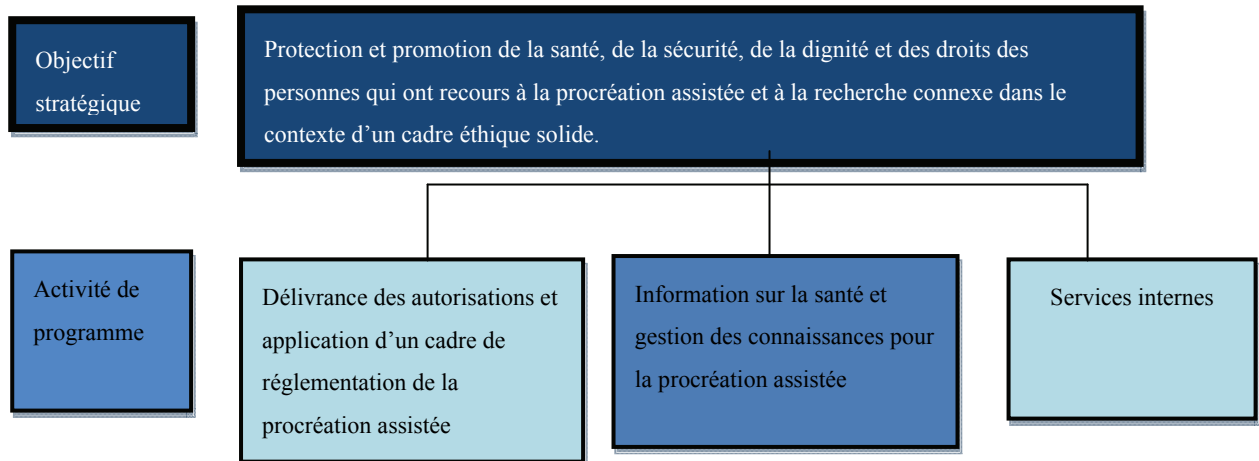 Objectif
stratégique
Protection et promotion de la santé, de la sécurité, de la dignité et des droits des
personnes qui ont recours à la procréation assistée et à la recherche connexe dans le
contexte d’un cadre éthique solide.
Activité de
programme
Délivrance des autorisations et
application d’un cadre de
réglementation de la
procréation assistée
Information sur la santé et
gestion des connaissances pour
la procréation assistée
Services internes